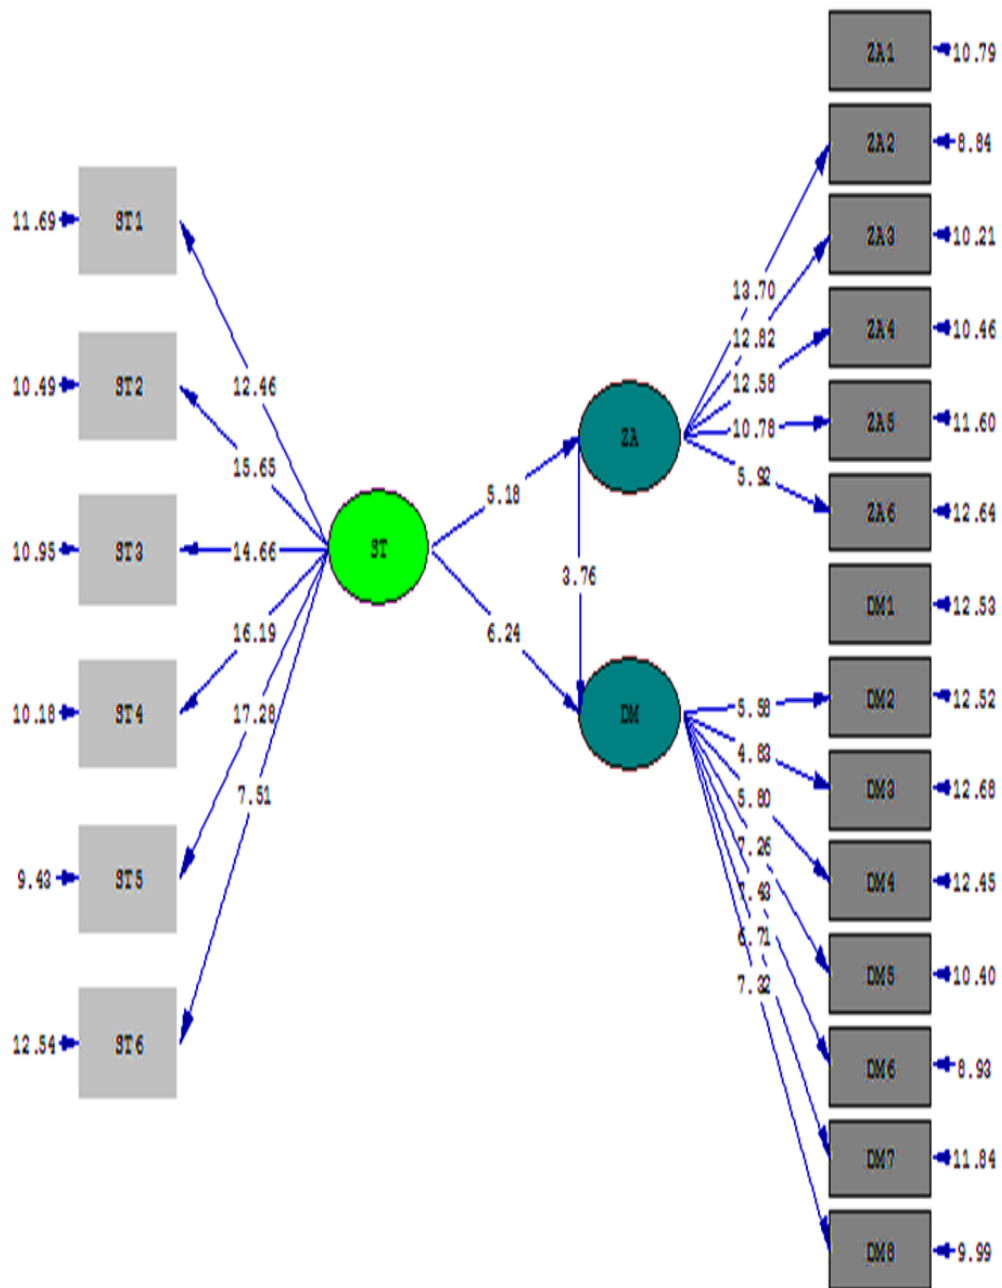 11.69 ST1
10.49 ST2
10.95 ST3
10.18 ST4
9.43 ST5
12.54 ST6
12.46
15.65
14.66
16.19
17.28
7.51
ST
5.18
6.24
3.76
ZA
DM
13.70
12.82
12.58
10.78
5.92
5.58
4.83
5.80
7.26
7.43
6.71
7.32
ZA1 10.79
ZA2 8.84
ZA3 10.21
ZA4 10.46
ZA5 11.60
ZA6 12.64
DM1 12.53
DM2 12.52
DM3 12.68
DM4 12.45
DM5 10.40
DM6 8.93
DM7 11.84
DM8 9.99